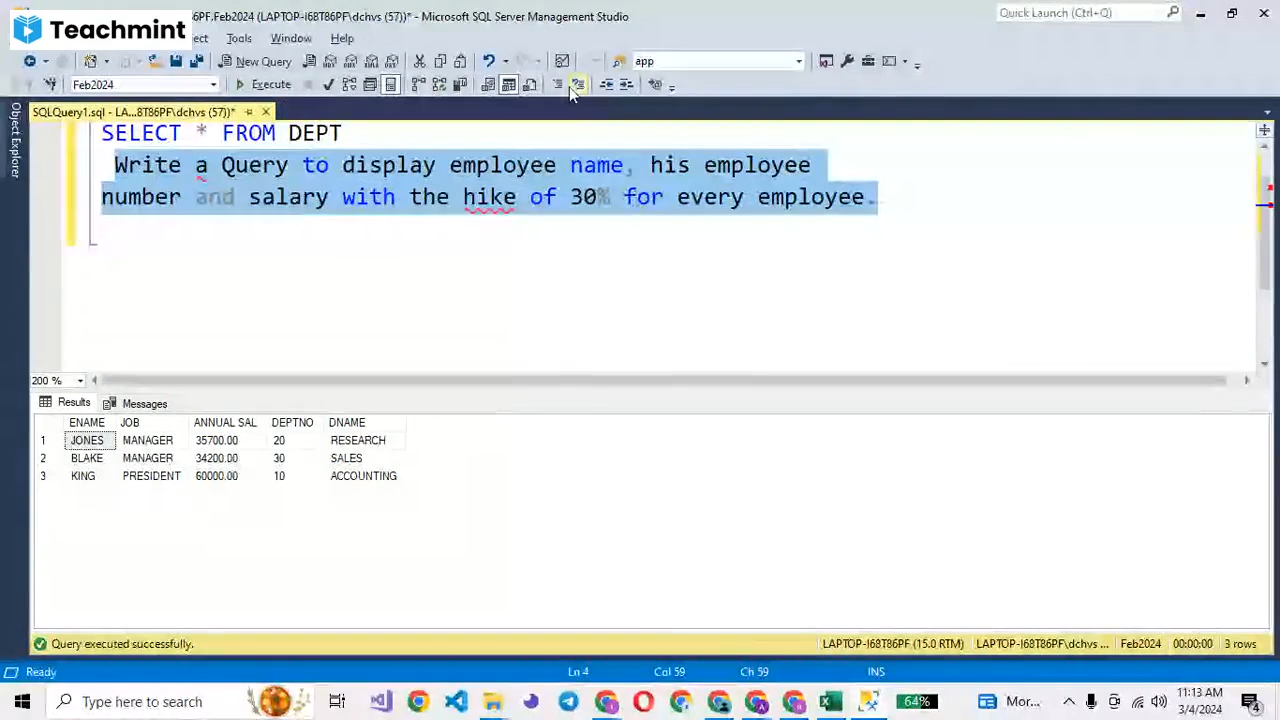 Teachmint
6PF.Feb2024 (LAPTOP-I68T86PF\dchvs (57))* - Microsoft SQL Server Management Studio
Quick Launch (Ctrl+Q)
Tools Window Help
New Query
app
Feb2024
Execute
SQLQuery1.sql - LA...8T86PF\dchvs (57))*
Object Explorer
SELECT * FROM DEPT
Write a Query to display employee name, his employee
number and salary with the hike of 30% for every employee.
200 %
Results Messages
ENAME JOB ANNUAL SAL DEPTNO DNAME
1 JONES MANAGER 35700.00 20 RESEARCH
2 BLAKE MANAGER 34200.00 30 SALES
3 KING PRESIDENT 60000.00 10 ACCOUNTING
Query executed successfully.
LAPTOP-I68T86PF (15.0 RTM) LAPTOP-I68T86PF\dchvs ... Feb2024 00:00:00 3 rows
Ready Ln 4 Col 59 Ch 59 INS
Type here to search
64%
Mor...
11:13 AM
3/4/2024
4